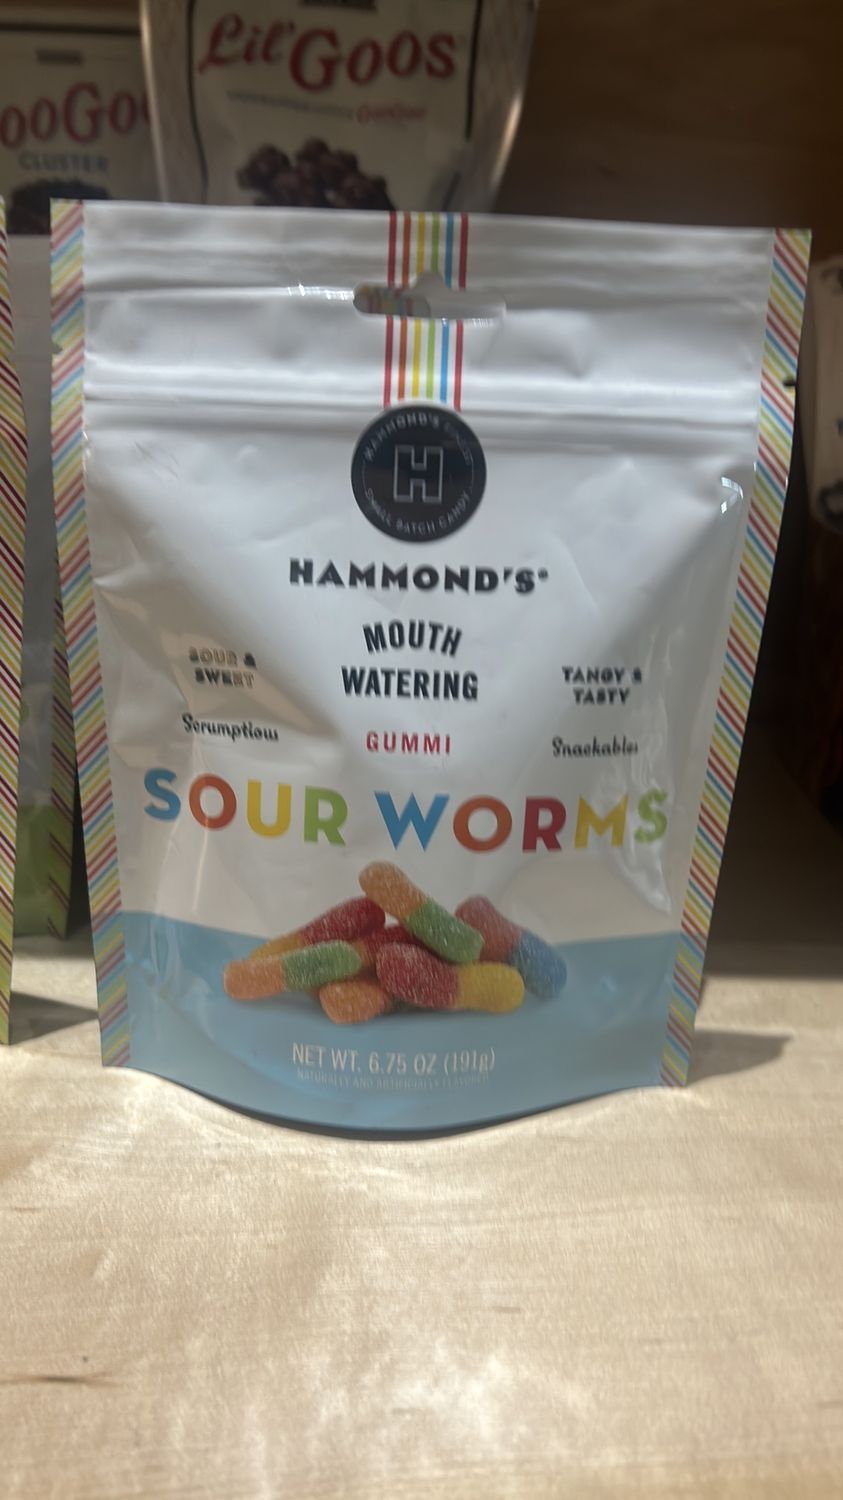 Lil' Goos
GooGoo
CLUSTER
HAMMOND'S
SMALL BATCH CANDY
H
HAMMOND'S®
MOUTH
WATERING
SOUR &
SWEET
TANGY &
TASTY
Scrumptious
GUMMI
Snackables
SOUR WORMS
NET WT. 6.75 OZ (191g)
NATURALLY AND ARTIFICIALLY FLAVORED